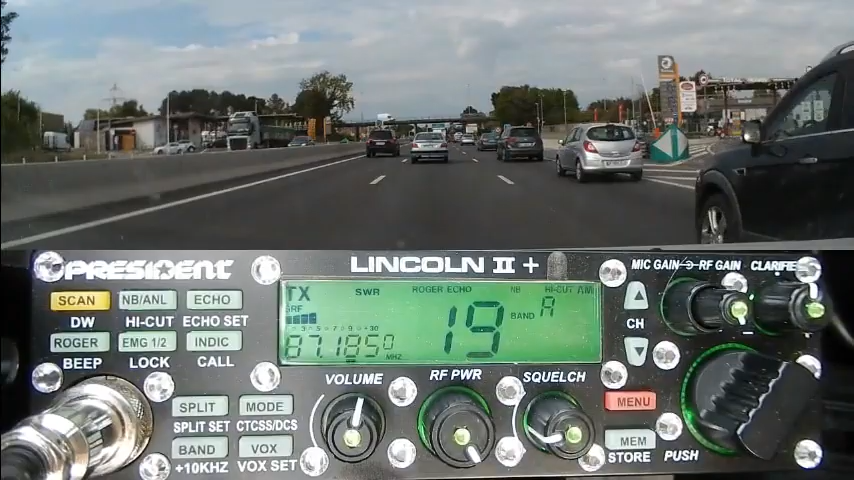 PRESIDENT
LINCOLN II +
SCAN
NB/ANL
ECHO
DW
HI-CUT
ECHO SET
ROGER
EMG 1/2
INDIC
BEEP
LOCK
CALL
SPLIT
MODE
SPLIT SET
CTCSS/DCS
BAND
VOX
+10KHZ
VOX SET
TX SWR ROGER ECHO NB HI-CUT AM
SRF
19 BAND A
27.1850 MHZ
VOLUME
RF PWR
SQUELCH
MIC GAIN
RF GAIN
CLARIFIER
CH
MENU
MEM
STORE
PUSH